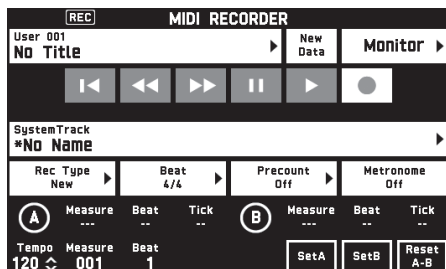 REC MIDI RECORDER
User 001
No Title
New
Data
Monitor
SystemTrack
*No Name
Rec Type
New
Beat
4/4
Precount
Off
Metronome
Off
A Measure Beat Tick B Measure Beat Tick
--- -- -- --- -- --
Tempo Measure Beat
120 001 1
SetA SetB Reset
A-B